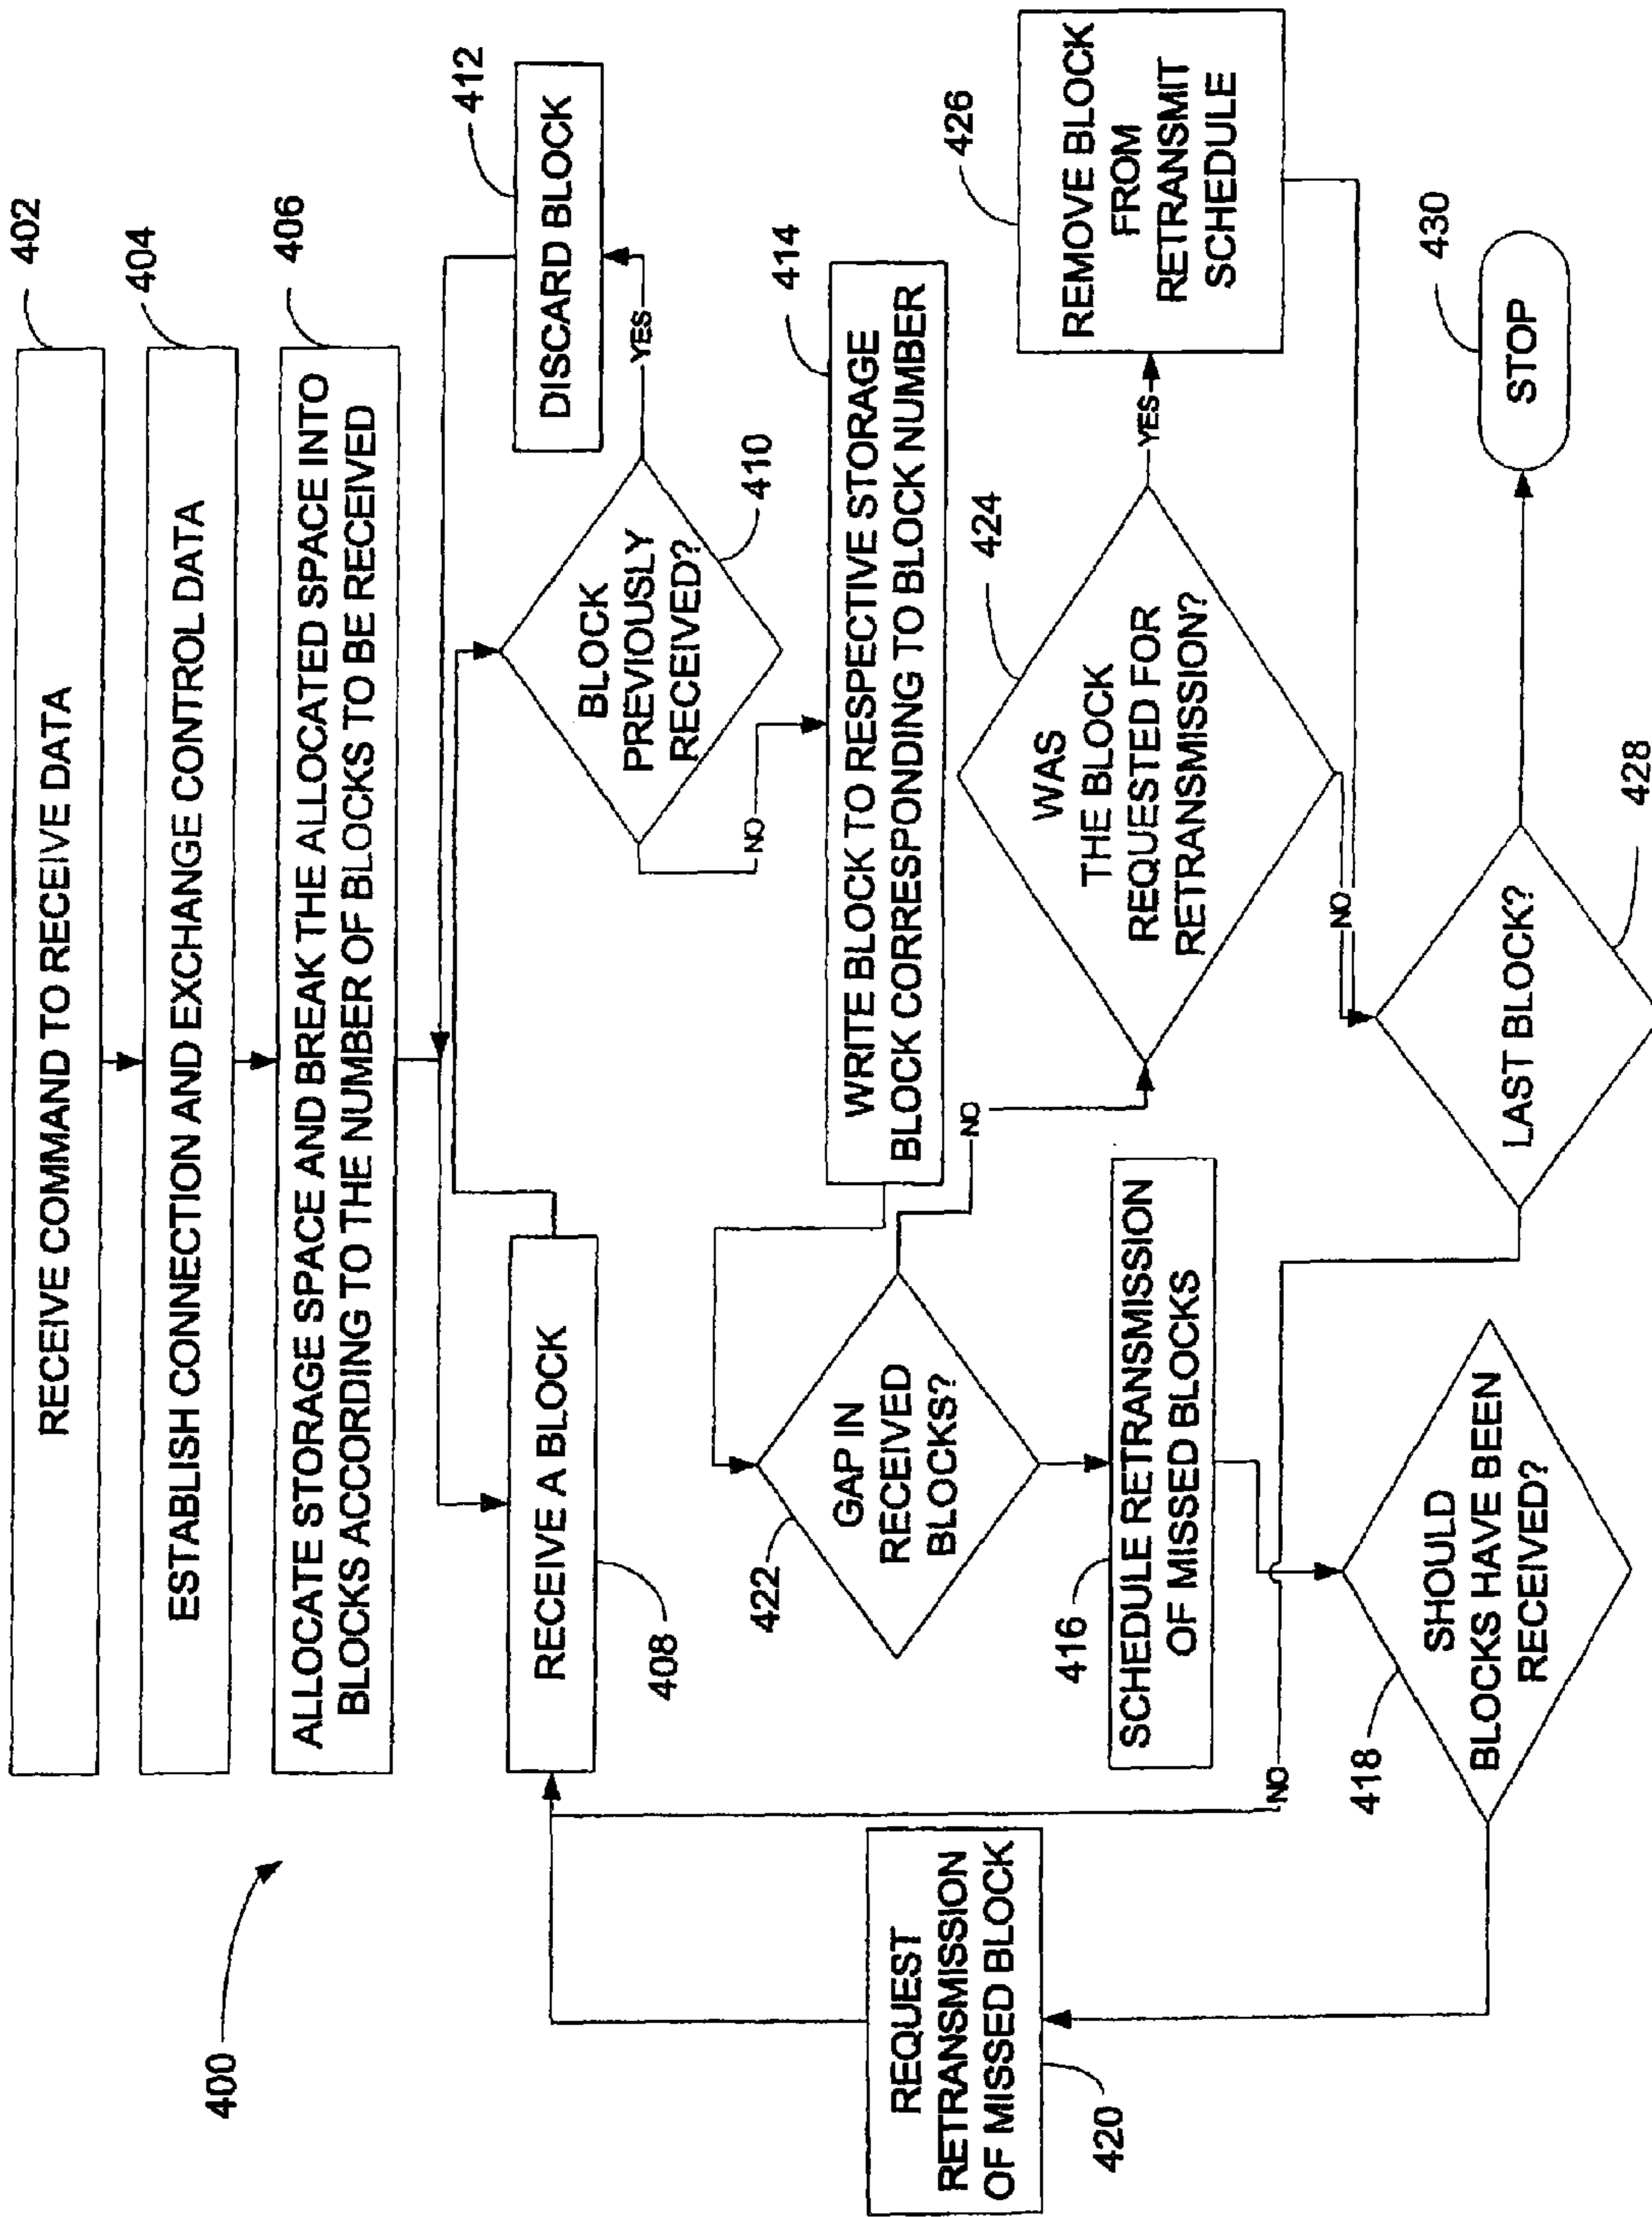 402
RECEIVE COMMAND TO RECEIVE DATA
404
ESTABLISH CONNECTION AND EXCHANGE CONTROL DATA
406
ALLOCATE STORAGE SPACE AND BREAK THE ALLOCATED SPACE INTO
BLOCKS ACCORDING TO THE NUMBER OF BLOCKS TO BE RECEIVED
400
412
DISCARD BLOCK
YES
RECEIVE A BLOCK
408
BLOCK
PREVIOUSLY
RECEIVED?
410
NO
414
WRITE BLOCK TO RESPECTIVE STORAGE
BLOCK CORRESPONDING TO BLOCK NUMBER
GAP IN
RECEIVED
BLOCKS?
422
NO
WAS
THE BLOCK
REQUESTED FOR
RETRANSMISSION?
424
YES
426
REMOVE BLOCK
FROM
RETRANSMIT
SCHEDULE
NO
416
SCHEDULE RETRANSMISSION
OF MISSED BLOCKS
REQUEST
RETRANSMISSION
OF MISSED BLOCK
420
NO
418
SHOULD
BLOCKS HAVE BEEN
RECEIVED?
LAST BLOCK?
428
430
STOP